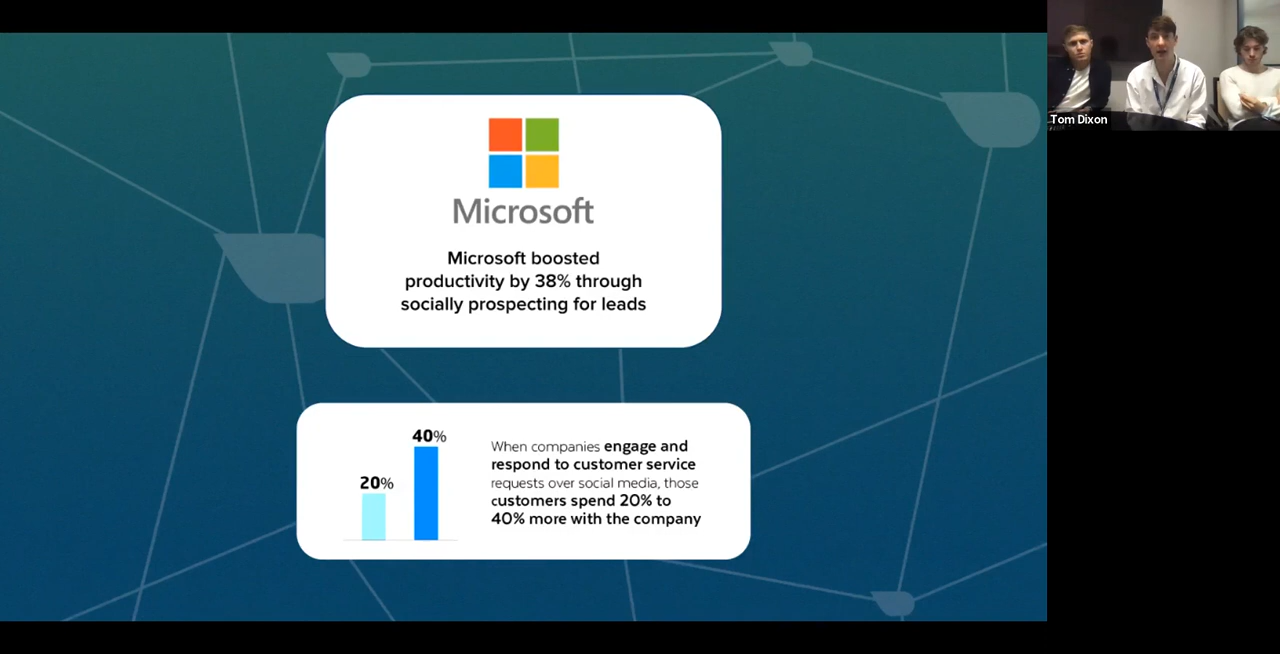 Tom Dixon
Microsoft
Microsoft boosted
productivity by 38% through
socially prospecting for leads
40%
20%
When companies engage and
respond to customer service
requests over social media, those
customers spend 20% to
40% more with the company